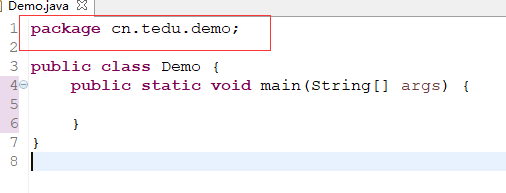 Demo.java
1 package cn.tedu.demo;
2
3 public class Demo {
4 public static void main(String[] args) {
5
6 }
7 }
8